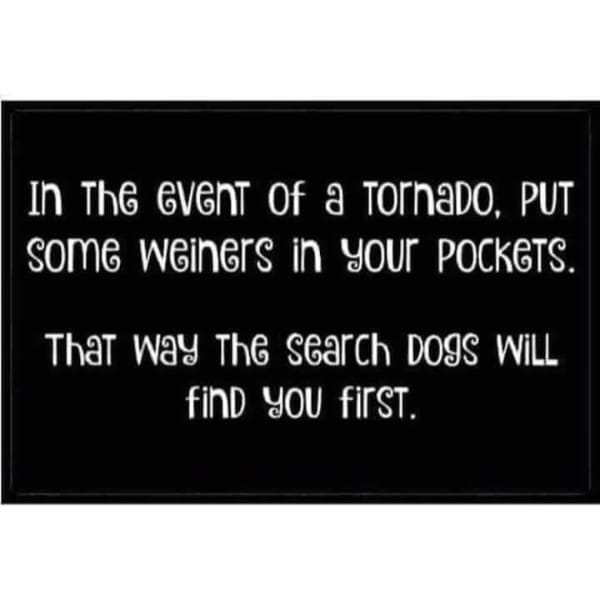 In the event of a tornado, put
some weiners in your pockets.
That way the search dogs will
find you first.